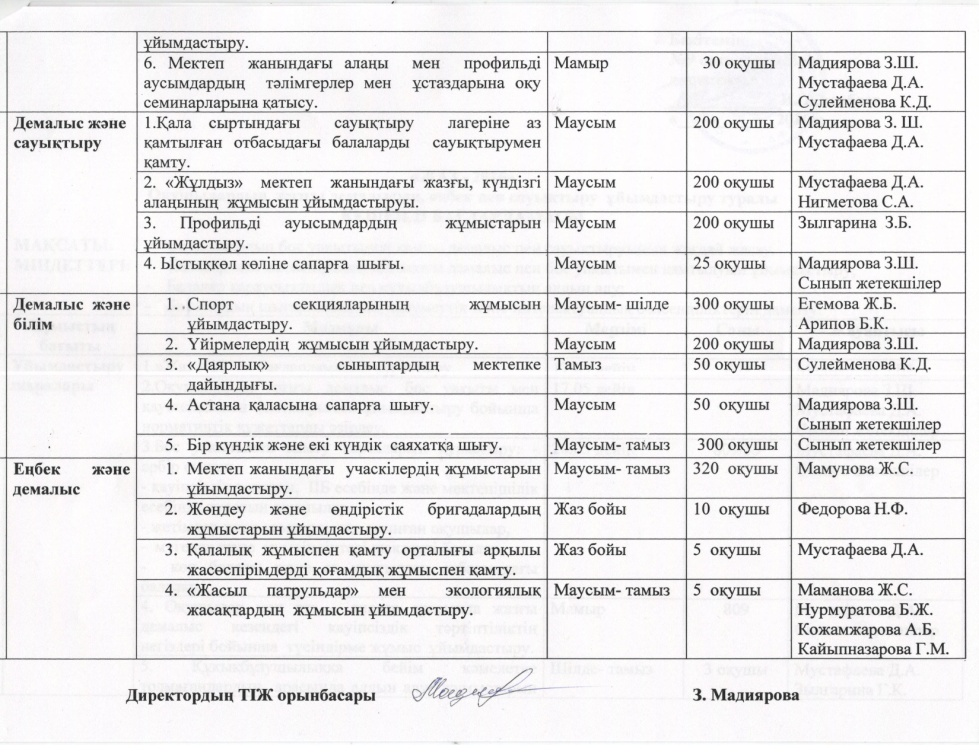 ұйымдастыру.
6. Мектеп жанындағы алаңы мен профильді Мамыр 30 оқушы Мадиярова З.Ш.
аусымдардың тәлімгерлер мен ұстаздарына оқу Мустафаева Д.А.
семинарларына қатысу. Сулейменова К.Д.
Демалыс және 1.Қала сыртындағы сауықтыру лагеріне аз Маусым 200 оқушы Мадиярова З. Ш.
сауықтыру қамтылған отбасыдағы балаларды сауықтырумен Мустафаева Д.А.
қамту.
2. «Жұлдыз» мектеп жанындағы жазғы, күндізгі Маусым 200 оқушы Мустафаева Д.А.
алаңының жұмысын ұйымдастыруы. Нигметова С.А.
3. Профильді ауысымдардың жұмыстарын Маусым 200 оқушы Зылгарина З.Б.
ұйымдастыру.
4. Ыстықкөл көліне сапарға шығы. Маусым 25 оқушы Мадиярова З.Ш.
Сынып жетекшілер
Демалыс және 1. Спорт секцияларының жұмысын Маусым- шілде 300 оқушы Егемова Ж.Б.
білім ұйымдастыру. Арипов Б.К.
2. Үйірмелердің жұмысын ұйымдастыру. Маусым 200 оқушы Мадиярова З.Ш.
3. «Даярлық» сыныптардың мектепке Тамыз 50 оқушы Сулейменова К.Д.
дайындығы.
4. Астана қаласына сапарға шығу. Маусым 50 оқушы Мадиярова З.Ш.
Сынып жетекшілер
5. Бір күндік және екі күндік саяхатқа шығу. Маусым- тамыз 300 оқушы Сынып жетекшілер
Еңбек және 1. Мектеп жанындағы учаскілердің жұмыстарын Маусым- тамыз 320 оқушы Мамунова Ж.С.
демалыс ұйымдастыру.
2. Жөндеу және өндірістік бригадалардың Жаз бойы 10 оқушы Федорова Н.Ф.
жұмыстарын ұйымдастыру.
3. Қалалық жұмыспен қамту орталығы арқылы Жаз бойы 5 оқушы Мустафаева Д.А.
жасөспірімдерді қоғамдық жұмыспен қамту.
4. «Жасыл патрульдар» мен экологиялық Маусым- тамыз 5 оқушы Маманова Ж.С.
жасақтардың жұмысын ұйымдастыру. Нурмуратова Б.Ж.
Кожамжарова А.Б.
Кайыпназарова Г.М.
Директордың ТІЖ орынбасары З. Мадиярова